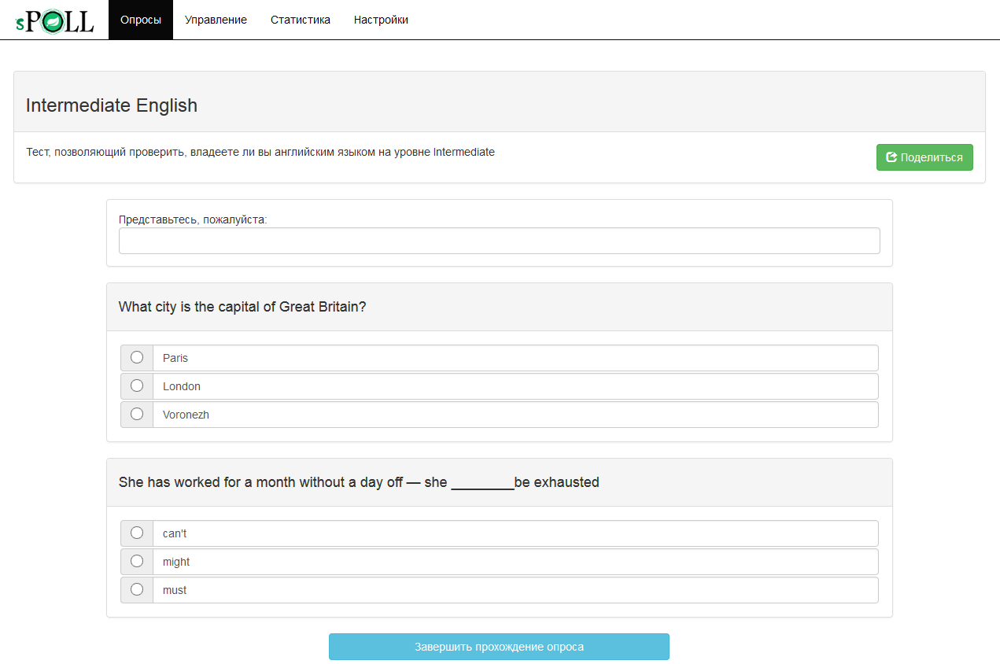 sPOLL Опросы Управление Статистика Настройки
Intermediate English
Тест, позволяющий проверить, владеете ли вы английским языком на уровне Intermediate
Поделиться
Представьтесь, пожалуйста:
What city is the capital of Great Britain?
Paris
London
Voronezh
She has worked for a month without a day off — she ________be exhausted
can't
might
must
Завершить прохождение опроса